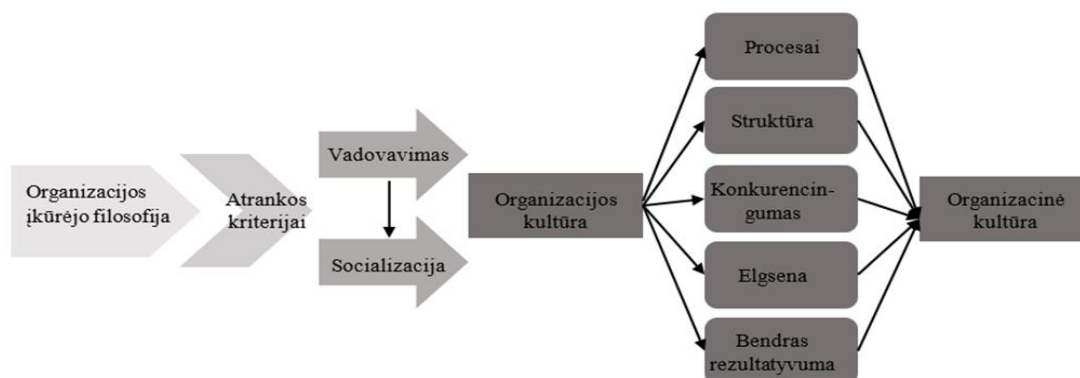 Organizacijos
įkūrėjo filosofija
Atrankos
kriterijai
Vadovavimas
Socializacija
Organizacijos
kultūra
Procesai
Struktūra
Konkurencin-
gumas
Elgsena
Bendras
rezultatyvuma
Organizacinė
kultūra